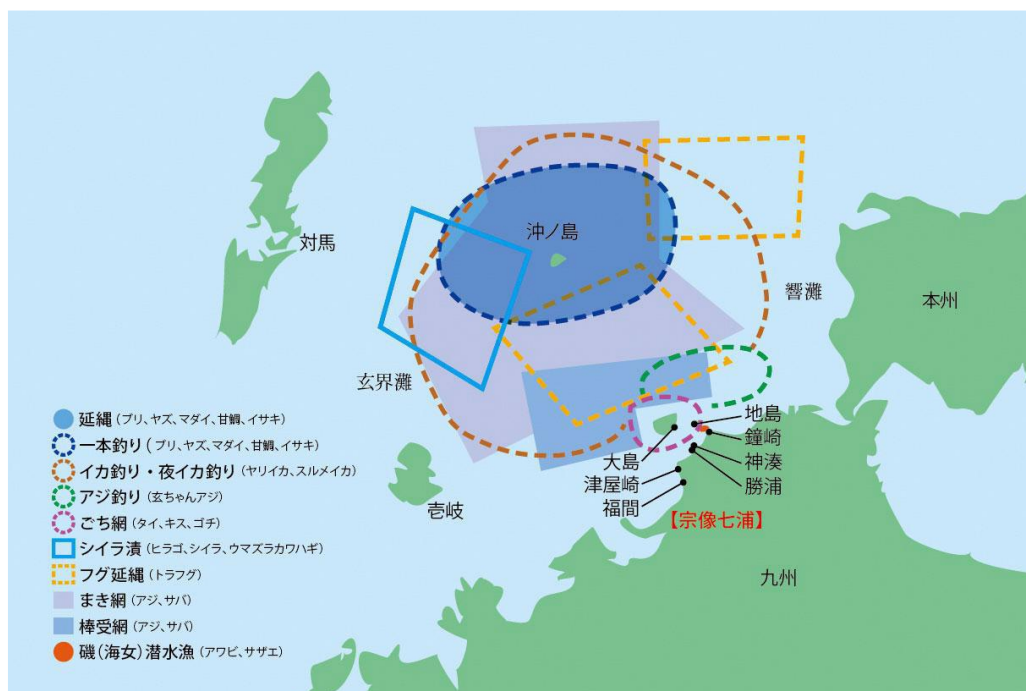 対馬
沖ノ島
響灘
本州
玄界灘
壱岐
大島
津屋崎
福間
地島
鐘崎
神湊
勝浦
【宗像七浦】
九州
延縄(ブリ、ヤズ、マダイ、甘鯛、イサキ)
一本釣り(ブリ、ヤズ、マダイ、甘鯛、イサキ)
イカ釣り・夜イカ釣り(ヤリイカ、スルメイカ)
アジ釣り(玄ちゃんアジ)
ごち網(タイ、キス、ゴチ)
シイラ漬(ヒラゴ、シイラ、ウマズラカワハギ)
フグ延縄(トラフグ)
まき網(アジ、サバ)
棒受網(アジ、サバ)
磯(海女)潜水漁(アワビ、サザエ)